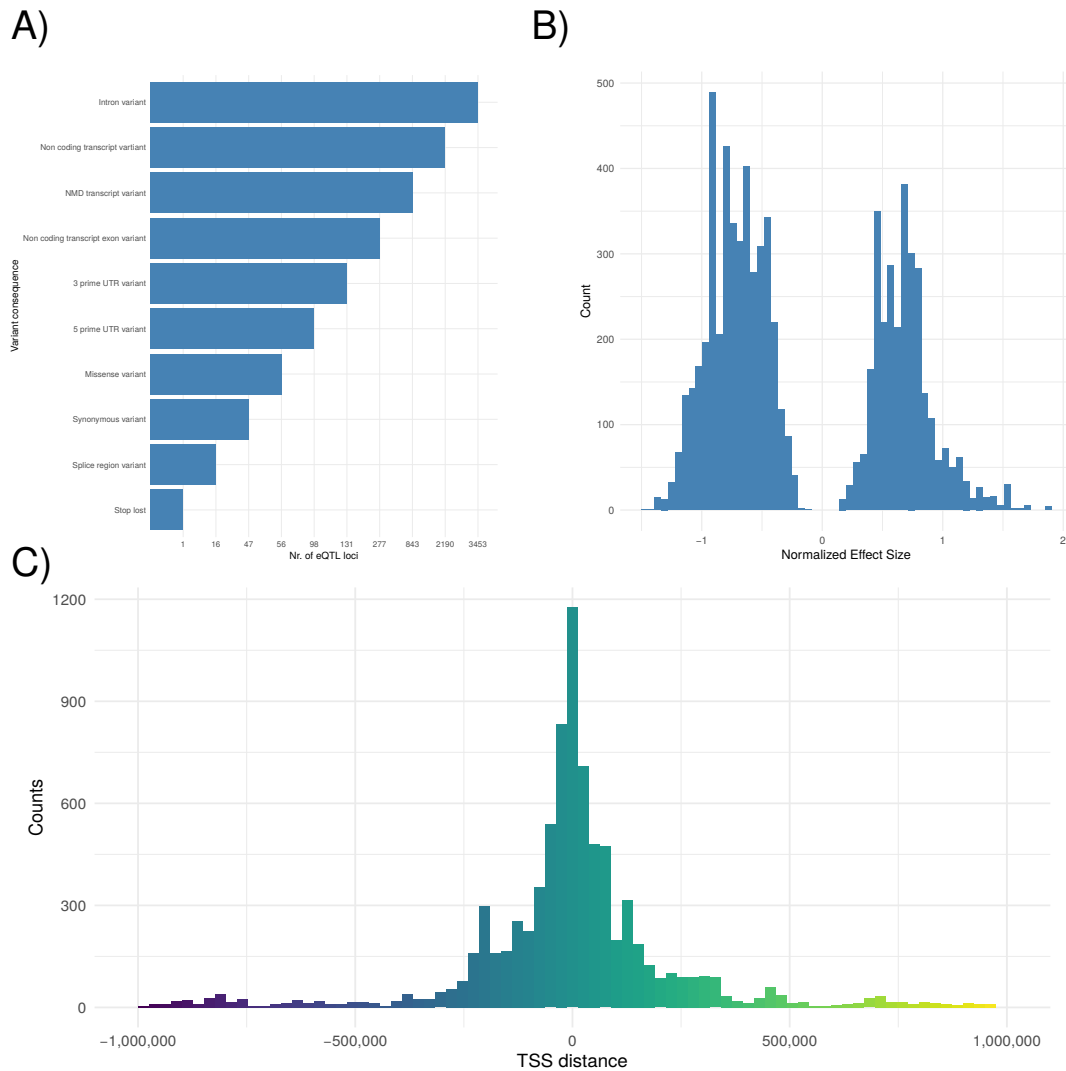 A)
Variant consequence
Intron variant
Non coding transcript vartiant
NMD transcript variant
Non coding transcript exon variant
3 prime UTR variant
5 prime UTR variant
Missense variant
Synonymous variant
Splice region variant
Stop lost
1 16 47 56 98 131 277 843 2190 3453
Nr. of eQTL loci
B)
Count
500
400
300
200
100
0
−1 0 1 2
Normalized Effect Size
C)
Counts
1200
900
600
300
0
−1,000,000 −500,000 0 500,000 1,000,000
TSS distance